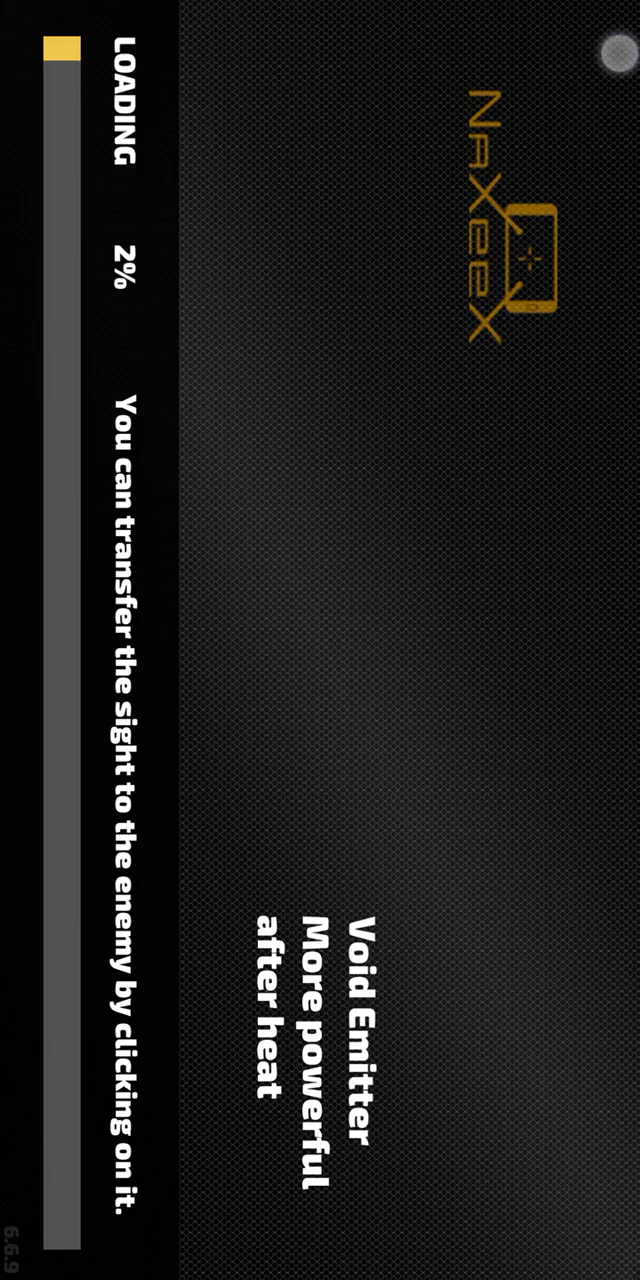 NAXeeX
Void Emitter
More powerful
after heat
LOADING 2% You can transfer the sight to the enemy by clicking on it.
6.6.9